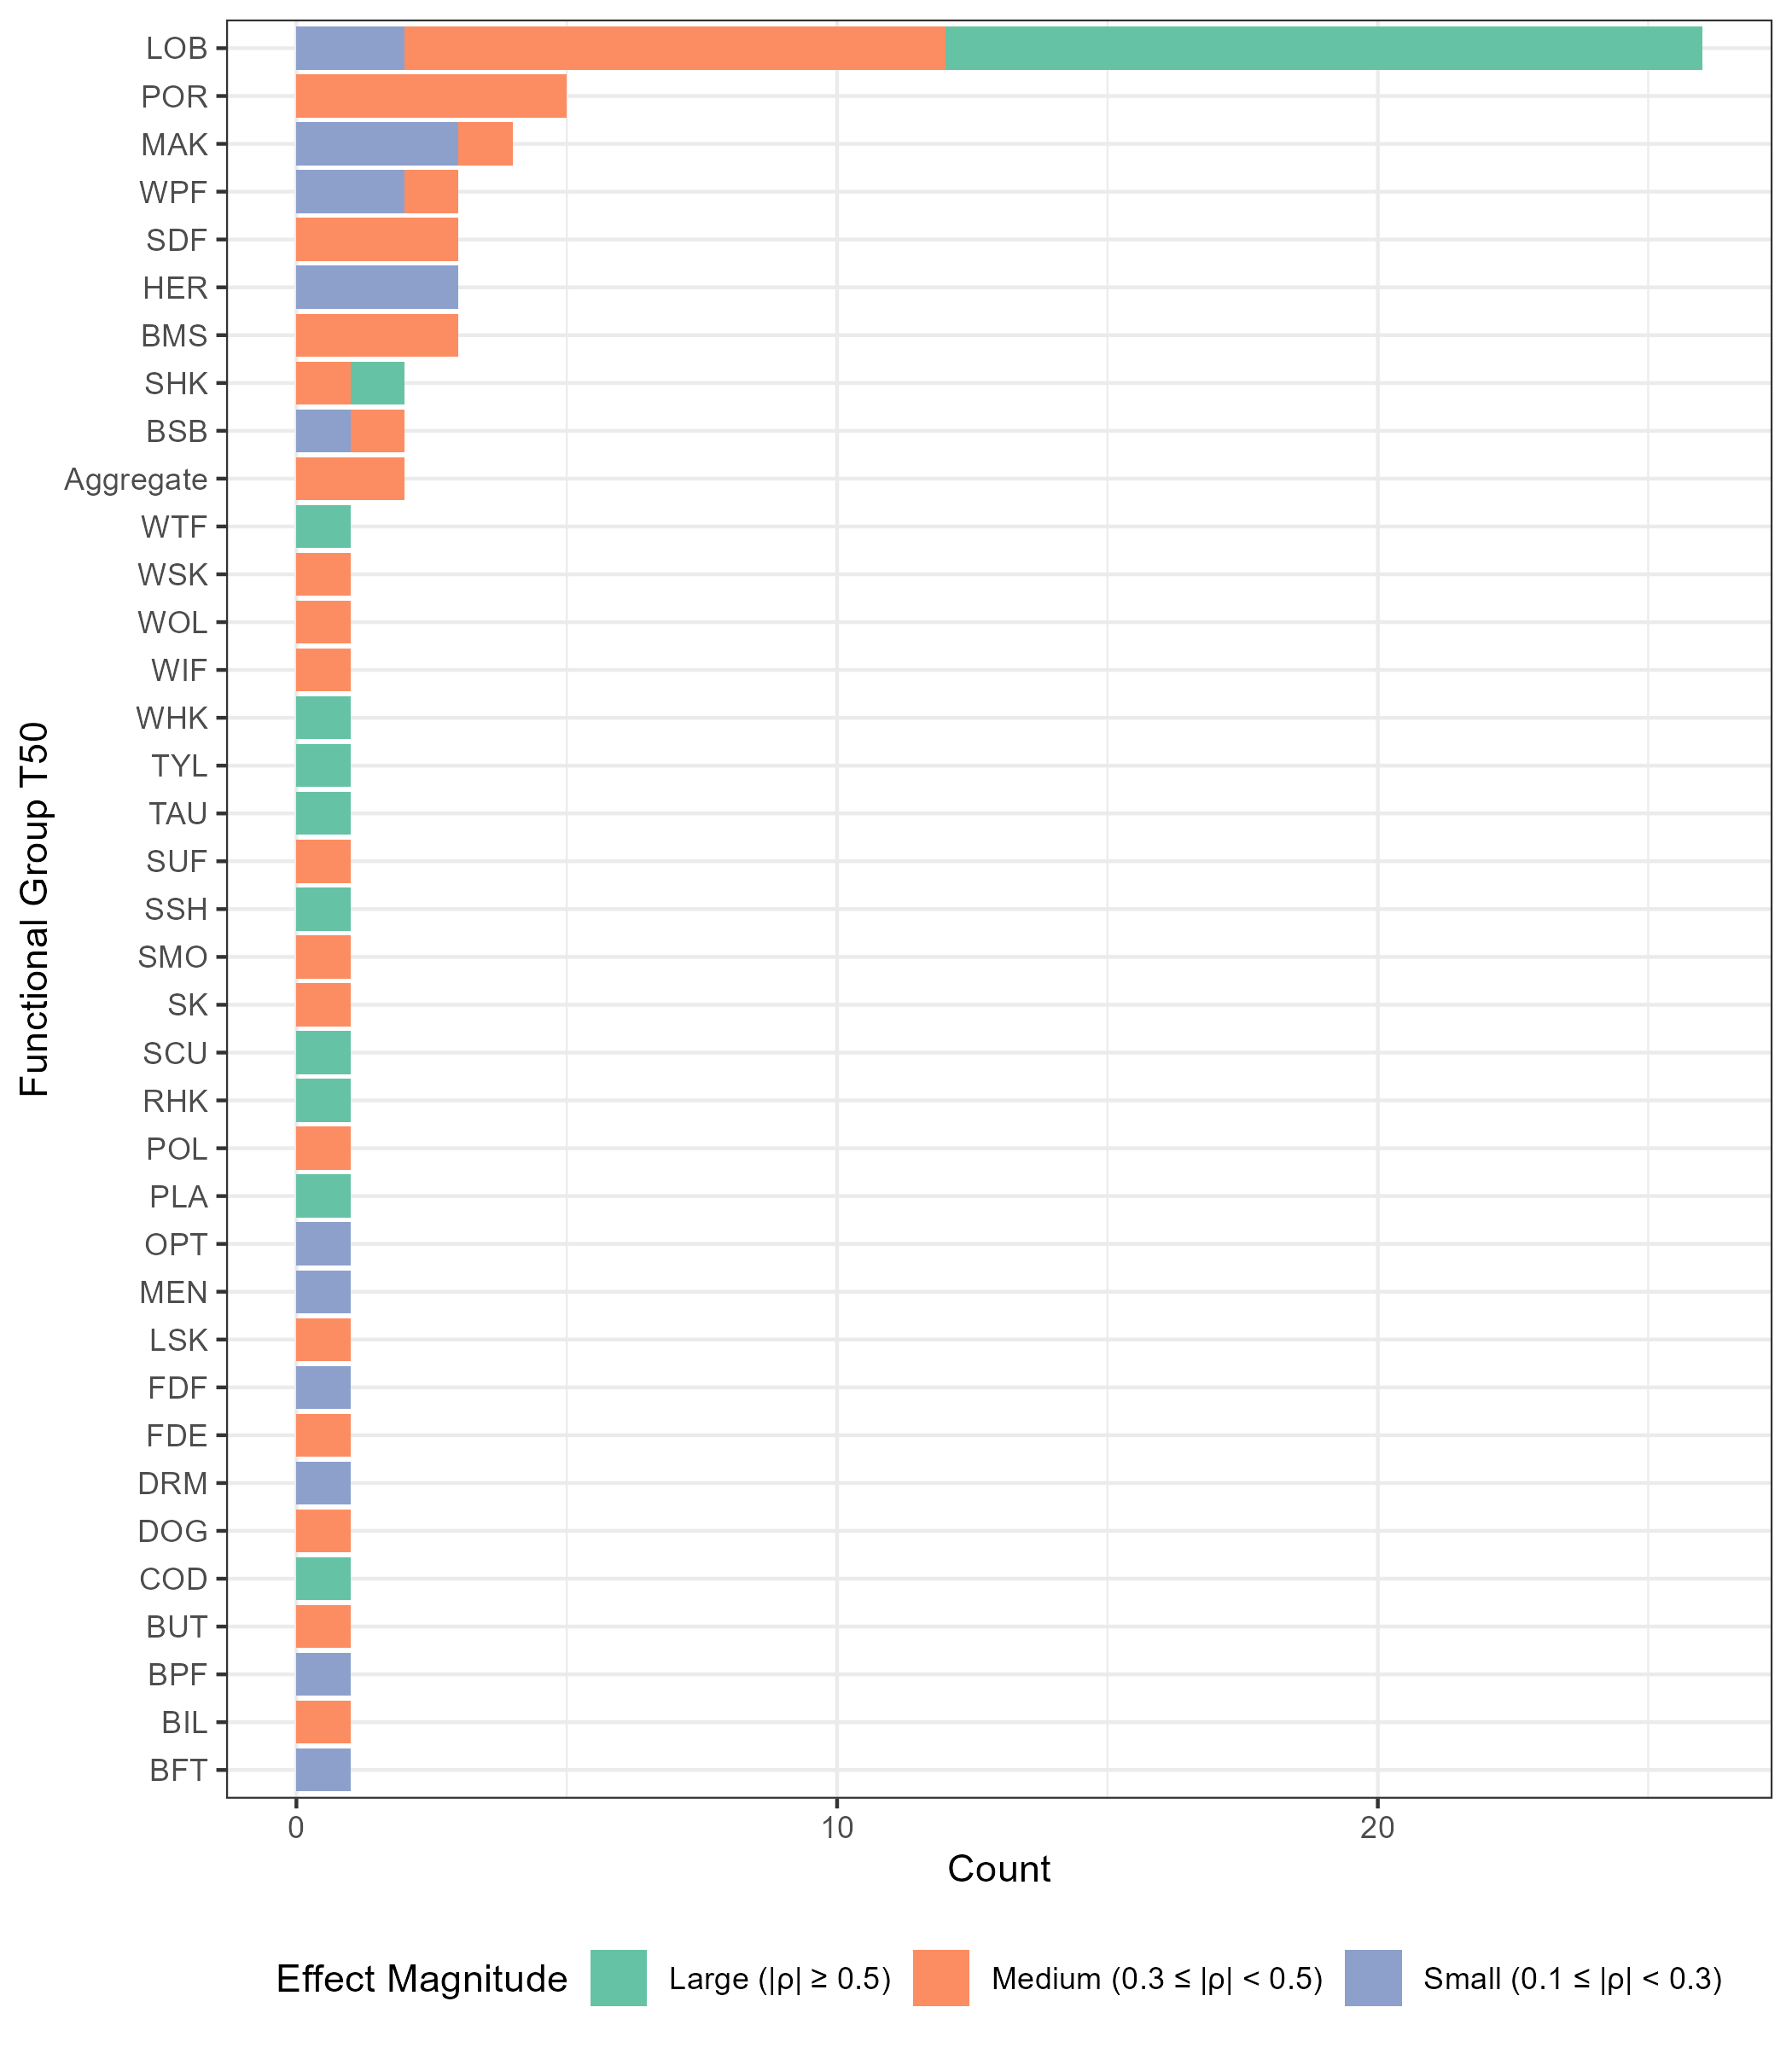 LOB
POR
MAK
WPF
SDF
HER
BMS
SHK
BSB
Aggregate
WTF
WSK
WOL
WIF
WHK
TYL
TAU
SUF
SSH
SMO
SK
SCU
RHK
POL
PLA
OPT
MEN
LSK
FDF
FDE
DRM
DOG
COD
BUT
BPF
BIL
BFT
Functional Group T50
0 10 20
Count
Effect Magnitude Large (|ρ| ≥ 0.5) Medium (0.3 ≤ |ρ| < 0.5) Small (0.1 ≤ |ρ| < 0.3)